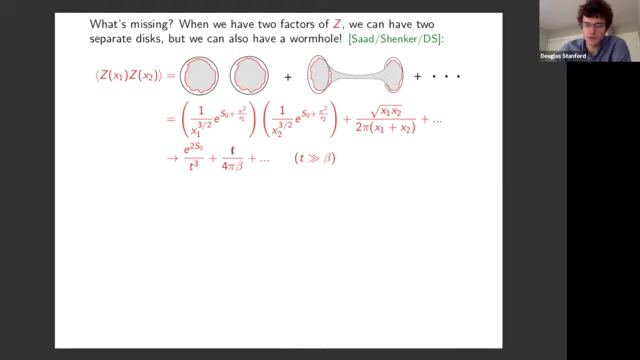 What's missing? When we have two factors of Z, we can have two
separate disks, but we can also have a wormhole! [Saad/Shenker/DS]:
⟨Z(x₁)Z(x₂)⟩ = + + · · ·
= (1/x₁^{3/2} e^{S₀+π²/x₁}) (1/x₂^{3/2} e^{S₀+π²/x₂}) + √(x₁x₂)/(2π(x₁ + x₂)) + ...
→ e^{2S₀}/t³ + t/(4πβ) + ... (t ≫ β)
Douglas Stanford